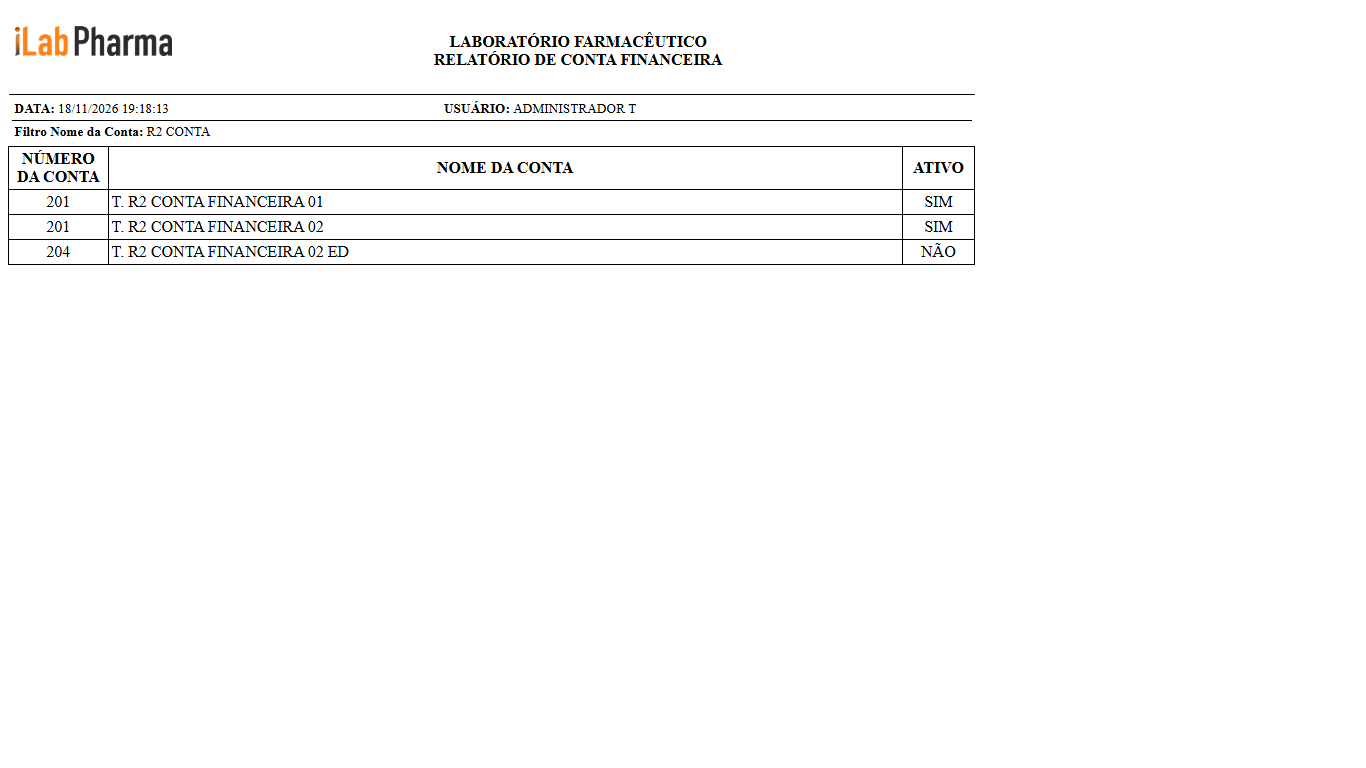 iLab Pharma
LABORATÓRIO FARMACÊUTICO
RELATÓRIO DE CONTA FINANCEIRA
DATA: 18/11/2026 19:18:13 USUÁRIO: ADMINISTRADOR T
Filtro Nome da Conta: R2 CONTA
NÚMERO DA CONTA NOME DA CONTA ATIVO
201 T. R2 CONTA FINANCEIRA 01 SIM
201 T. R2 CONTA FINANCEIRA 02 SIM
204 T. R2 CONTA FINANCEIRA 02 ED NÃO